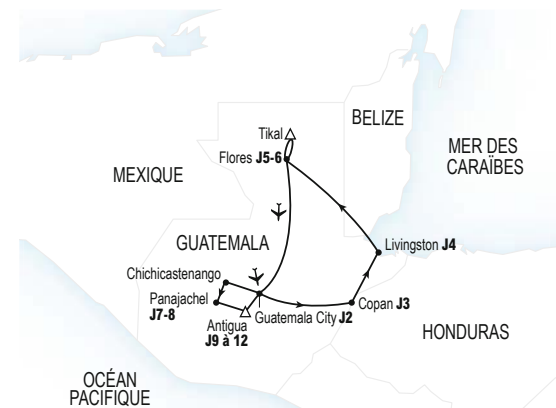 BELIZE
Tikal
MER DES
CARAÏBES
Flores J5-6
MEXIQUE
GUATEMALA
Livingston J4
Chichicastenango
Panajachel
J7-8
Copan J3
Guatemala City J2
Antigua
J9 à 12
HONDURAS
OCÉAN
PACIFIQUE